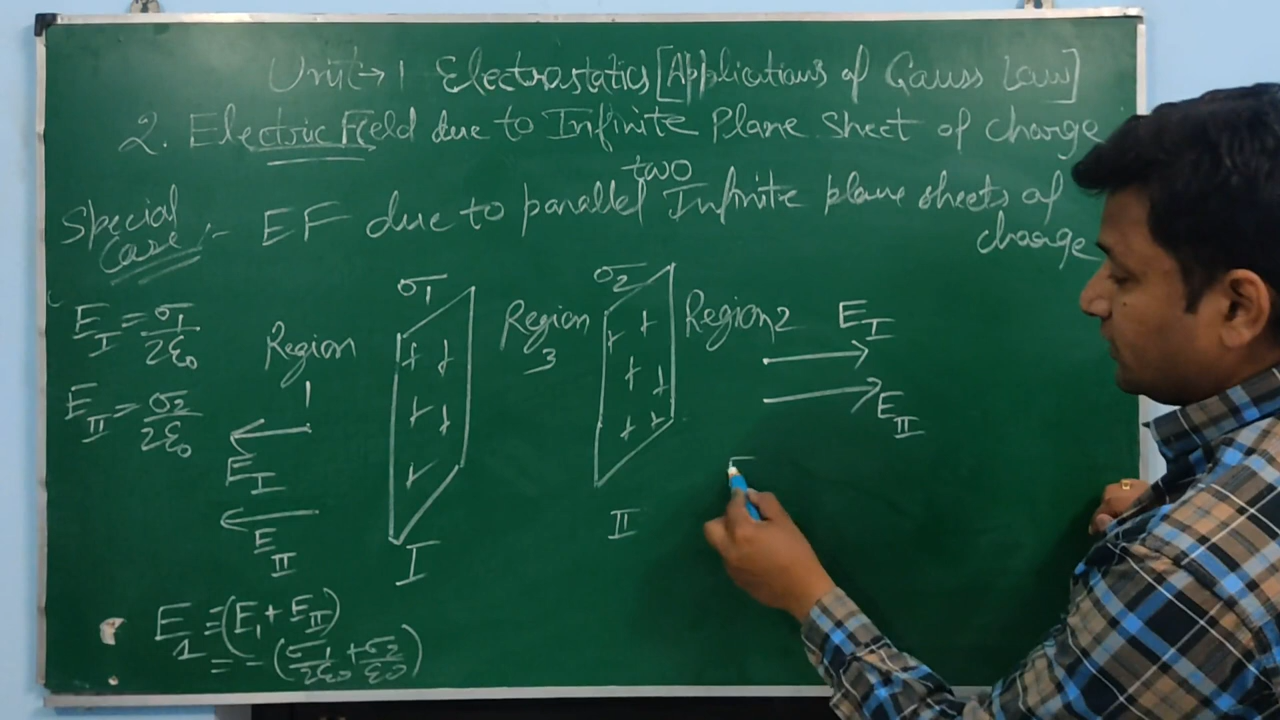 Unit → 1 Electrostatics [Applications of Gauss Law]
2. Electric Field due to Infinite Plane Sheet of charge
two
Special Case :- EF due to parallel Infinite plane sheets of charge
σ1
σ2
E_I = σ1/2ε0
Region 1
Region 3
Region 2
E_I
E_II = σ2/2ε0
E_II
E_I
E_II
I
II
E_1 = (E_1 + E_II)
= - (σ1/2ε0 + σ2/ε0)